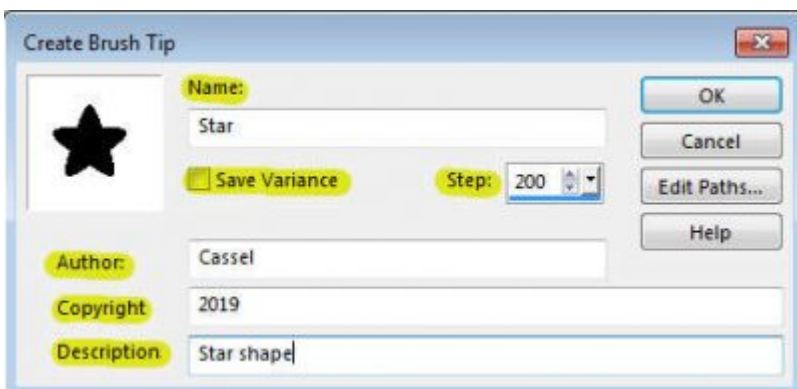 Create Brush Tip
Name:
Star
Save Variance
Step: 200
OK
Cancel
Edit Paths...
Help
Author: Cassel
Copyright 2019
Description Star shape